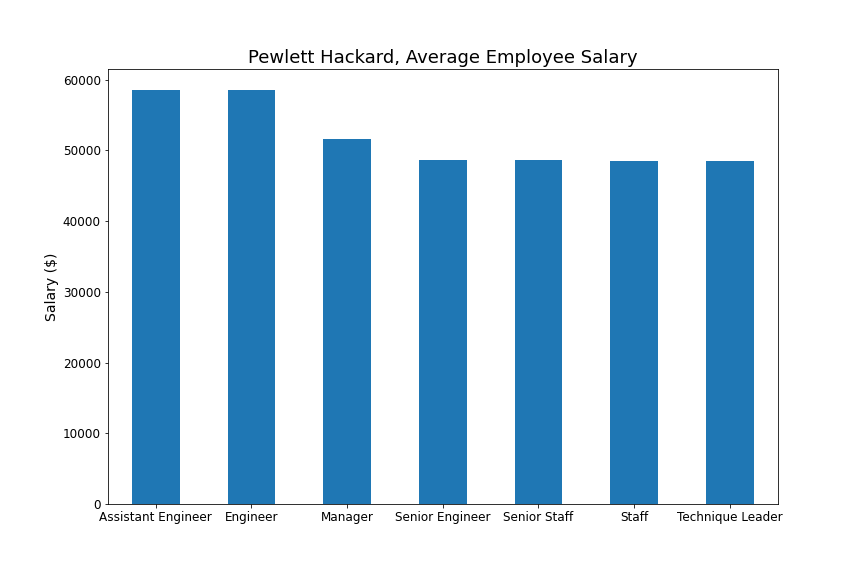 Pewlett Hackard, Average Employee Salary
60000
50000
40000
30000
20000
10000
0
Salary ($)
Assistant Engineer Engineer Manager Senior Engineer Senior Staff Staff Technique Leader